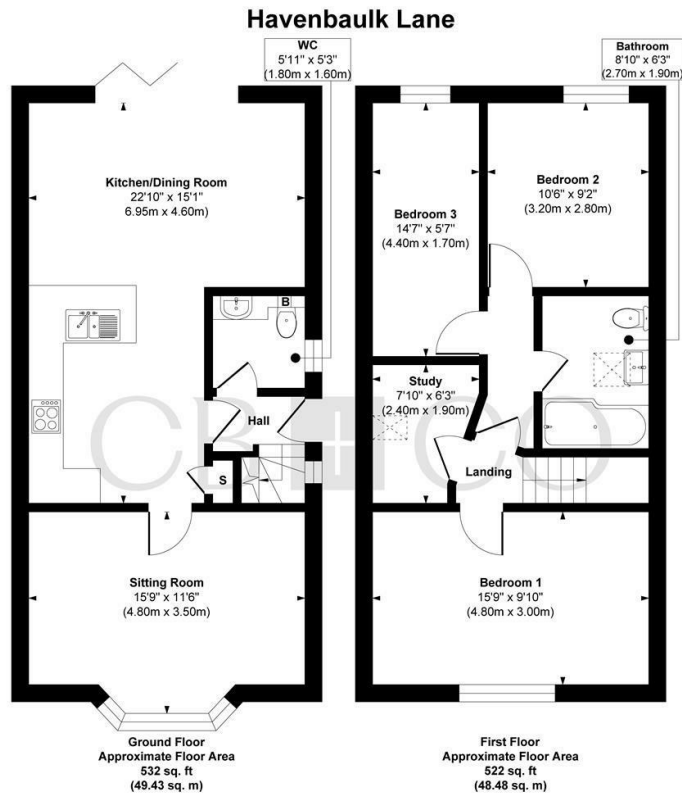 Havenbaulk Lane
WC
5'11" x 5'3"
(1.80m x 1.60m)
Bathroom
8'10" x 6'3"
(2.70m x 1.90m)
Kitchen/Dining Room
22'10" x 15'1"
6.95m x 4.60m)
Bedroom 3
14'7" x 5'7"
(4.40m x 1.70m)
Bedroom 2
10'6" x 9'2"
(3.20m x 2.80m)
B
Study
7'10" x 6'3"
(2.40m x 1.90m)
Hall
CB+CO
S
Landing
Sitting Room
15'9" x 11'6"
(4.80m x 3.50m)
Bedroom 1
15'9" x 9'10"
(4.80m x 3.00m)
Ground Floor
Approximate Floor Area
532 sq. ft
(49.43 sq. m)
First Floor
Approximate Floor Area
522 sq. ft
(48.48 sq. m)